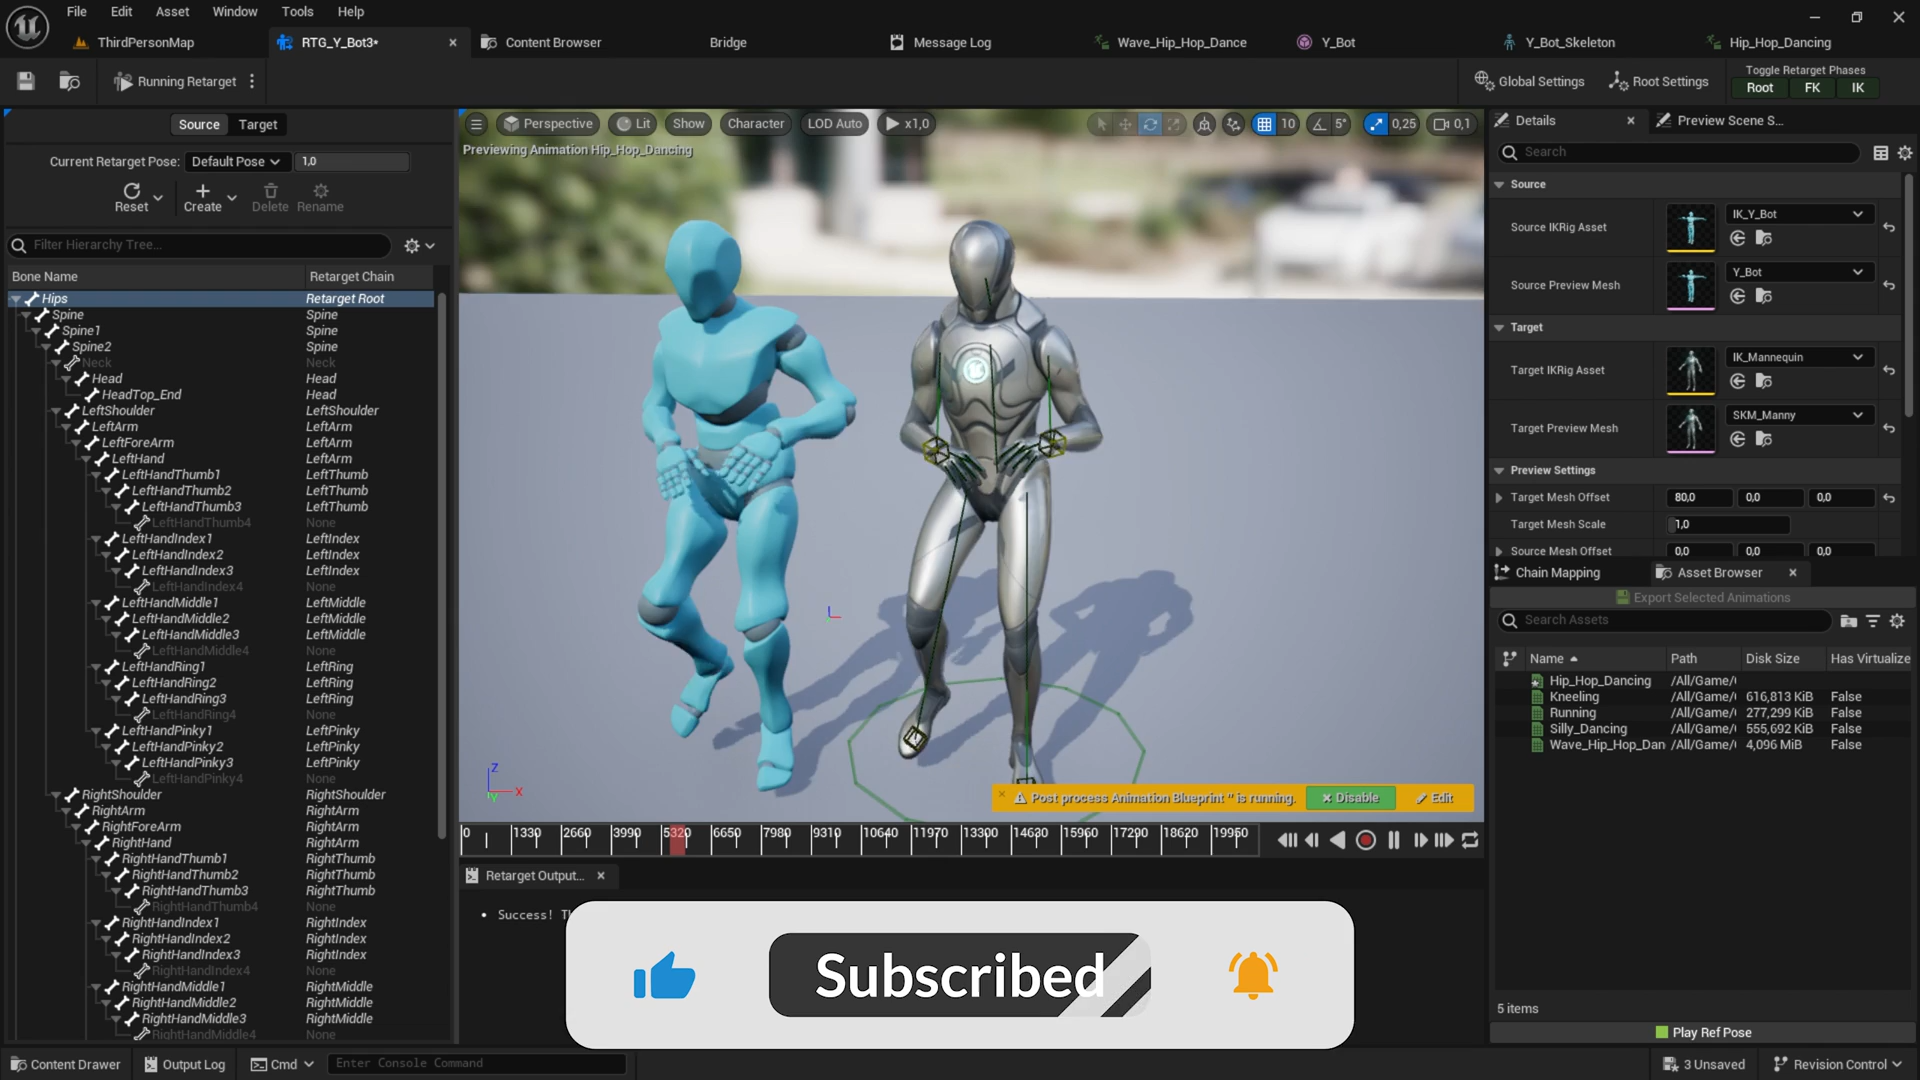 File Edit Asset Window Tools Help
ThirdPersonMap RTG_Y_Bot3* Content Browser Bridge Message Log Wave_Hip_Hop_Dance Y_Bot Y_Bot_Skeleton Hip_Hop_Dancing
Running Retarget Global Settings Root Settings
Toggle Retarget Phases
Root FK IK
Source Target
Current Retarget Pose: Default Pose 1,0
Reset Create Delete Rename
Filter Hierarchy Tree...
Bone Name Retarget Chain
Hips Retarget Root
Spine Spine
Spine1 Spine
Spine2 Spine
Neck Neck
Head Head
HeadTop_End Head
LeftShoulder LeftShoulder
LeftArm LeftArm
LeftForeArm LeftArm
LeftHand LeftArm
LeftHandThumb1 LeftThumb
LeftHandThumb2 LeftThumb
LeftHandThumb3 LeftThumb
LeftHandThumb4 None
LeftHandIndex1 LeftIndex
LeftHandIndex2 LeftIndex
LeftHandIndex3 LeftIndex
LeftHandIndex4 None
LeftHandMiddle1 LeftMiddle
LeftHandMiddle2 LeftMiddle
LeftHandMiddle3 LeftMiddle
LeftHandMiddle4 None
LeftHandRing1 LeftRing
LeftHandRing2 LeftRing
LeftHandRing3 LeftRing
LeftHandRing4 None
LeftHandPinky1 LeftPinky
LeftHandPinky2 LeftPinky
LeftHandPinky3 LeftPinky
LeftHandPinky4 None
RightShoulder RightShoulder
RightArm RightArm
RightForeArm RightArm
RightHand RightArm
RightHandThumb1 RightThumb
RightHandThumb2 RightThumb
RightHandThumb3 RightThumb
RightHandThumb4 None
RightHandIndex1 RightIndex
RightHandIndex2 RightIndex
RightHandIndex3 RightIndex
RightHandIndex4 None
RightHandMiddle1 RightMiddle
RightHandMiddle2 RightMiddle
RightHandMiddle3 RightMiddle
RightHandMiddle4 None
Perspective Lit Show Character LOD Auto x1,0 10 5° 0,25 0,1
Previewing Animation Hip_Hop_Dancing
Z
X
Y
Post process Animation Blueprint '' is running. Disable Edit
0 1330 2660 3990 5320 6650 7980 9310 10640 11970 13300 14630 15960 17290 18620 19950
Retarget Output...
• Success!
Subscribed
Details Preview Scene S...
Search
Source
Source IKRig Asset IK_Y_Bot
Source Preview Mesh Y_Bot
Target
Target IKRig Asset IK_Mannequin
Target Preview Mesh SKM_Manny
Preview Settings
Target Mesh Offset 80,0 0,0 0,0
Target Mesh Scale 1,0
Source Mesh Offset 0,0 0,0 0,0
Chain Mapping Asset Browser
Export Selected Animations
Search Assets
Name Path Disk Size Has Virtualize
Hip_Hop_Dancing /All/Game/
Kneeling /All/Game/ 616,813 KiB False
Running /All/Game/ 277,299 KiB False
Silly_Dancing /All/Game/ 555,692 KiB False
Wave_Hip_Hop_Dan /All/Game/ 4,096 MiB False
5 items
Play Ref Pose
Content Drawer Output Log Cmd Enter Console Command 3 Unsaved Revision Control